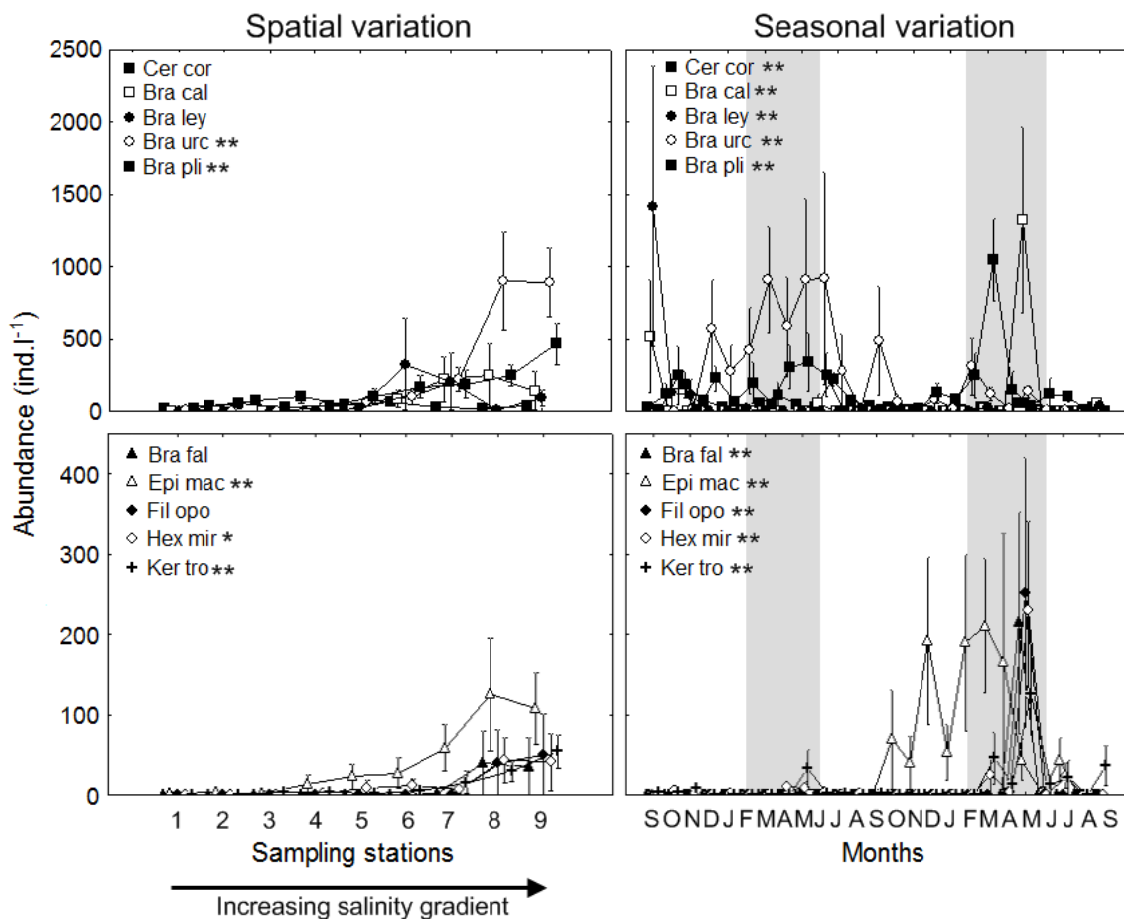 Spatial variation
Seasonal variation
Abundance (ind.l⁻¹)
2500
2000
1500
1000
500
0
Cer cor
Bra cal
Bra ley
Bra urc **
Bra pli **
Cer cor **
Bra cal **
Bra ley **
Bra urc **
Bra pli **
400
300
200
100
0
Bra fal
Epi mac **
Fil opo
Hex mir *
Ker tro **
Bra fal **
Epi mac **
Fil opo **
Hex mir **
Ker tro **
1 2 3 4 5 6 7 8 9
S O N D J F M A M J J A S O N D J F M A M J J A S
Sampling stations
Months
Increasing salinity gradient